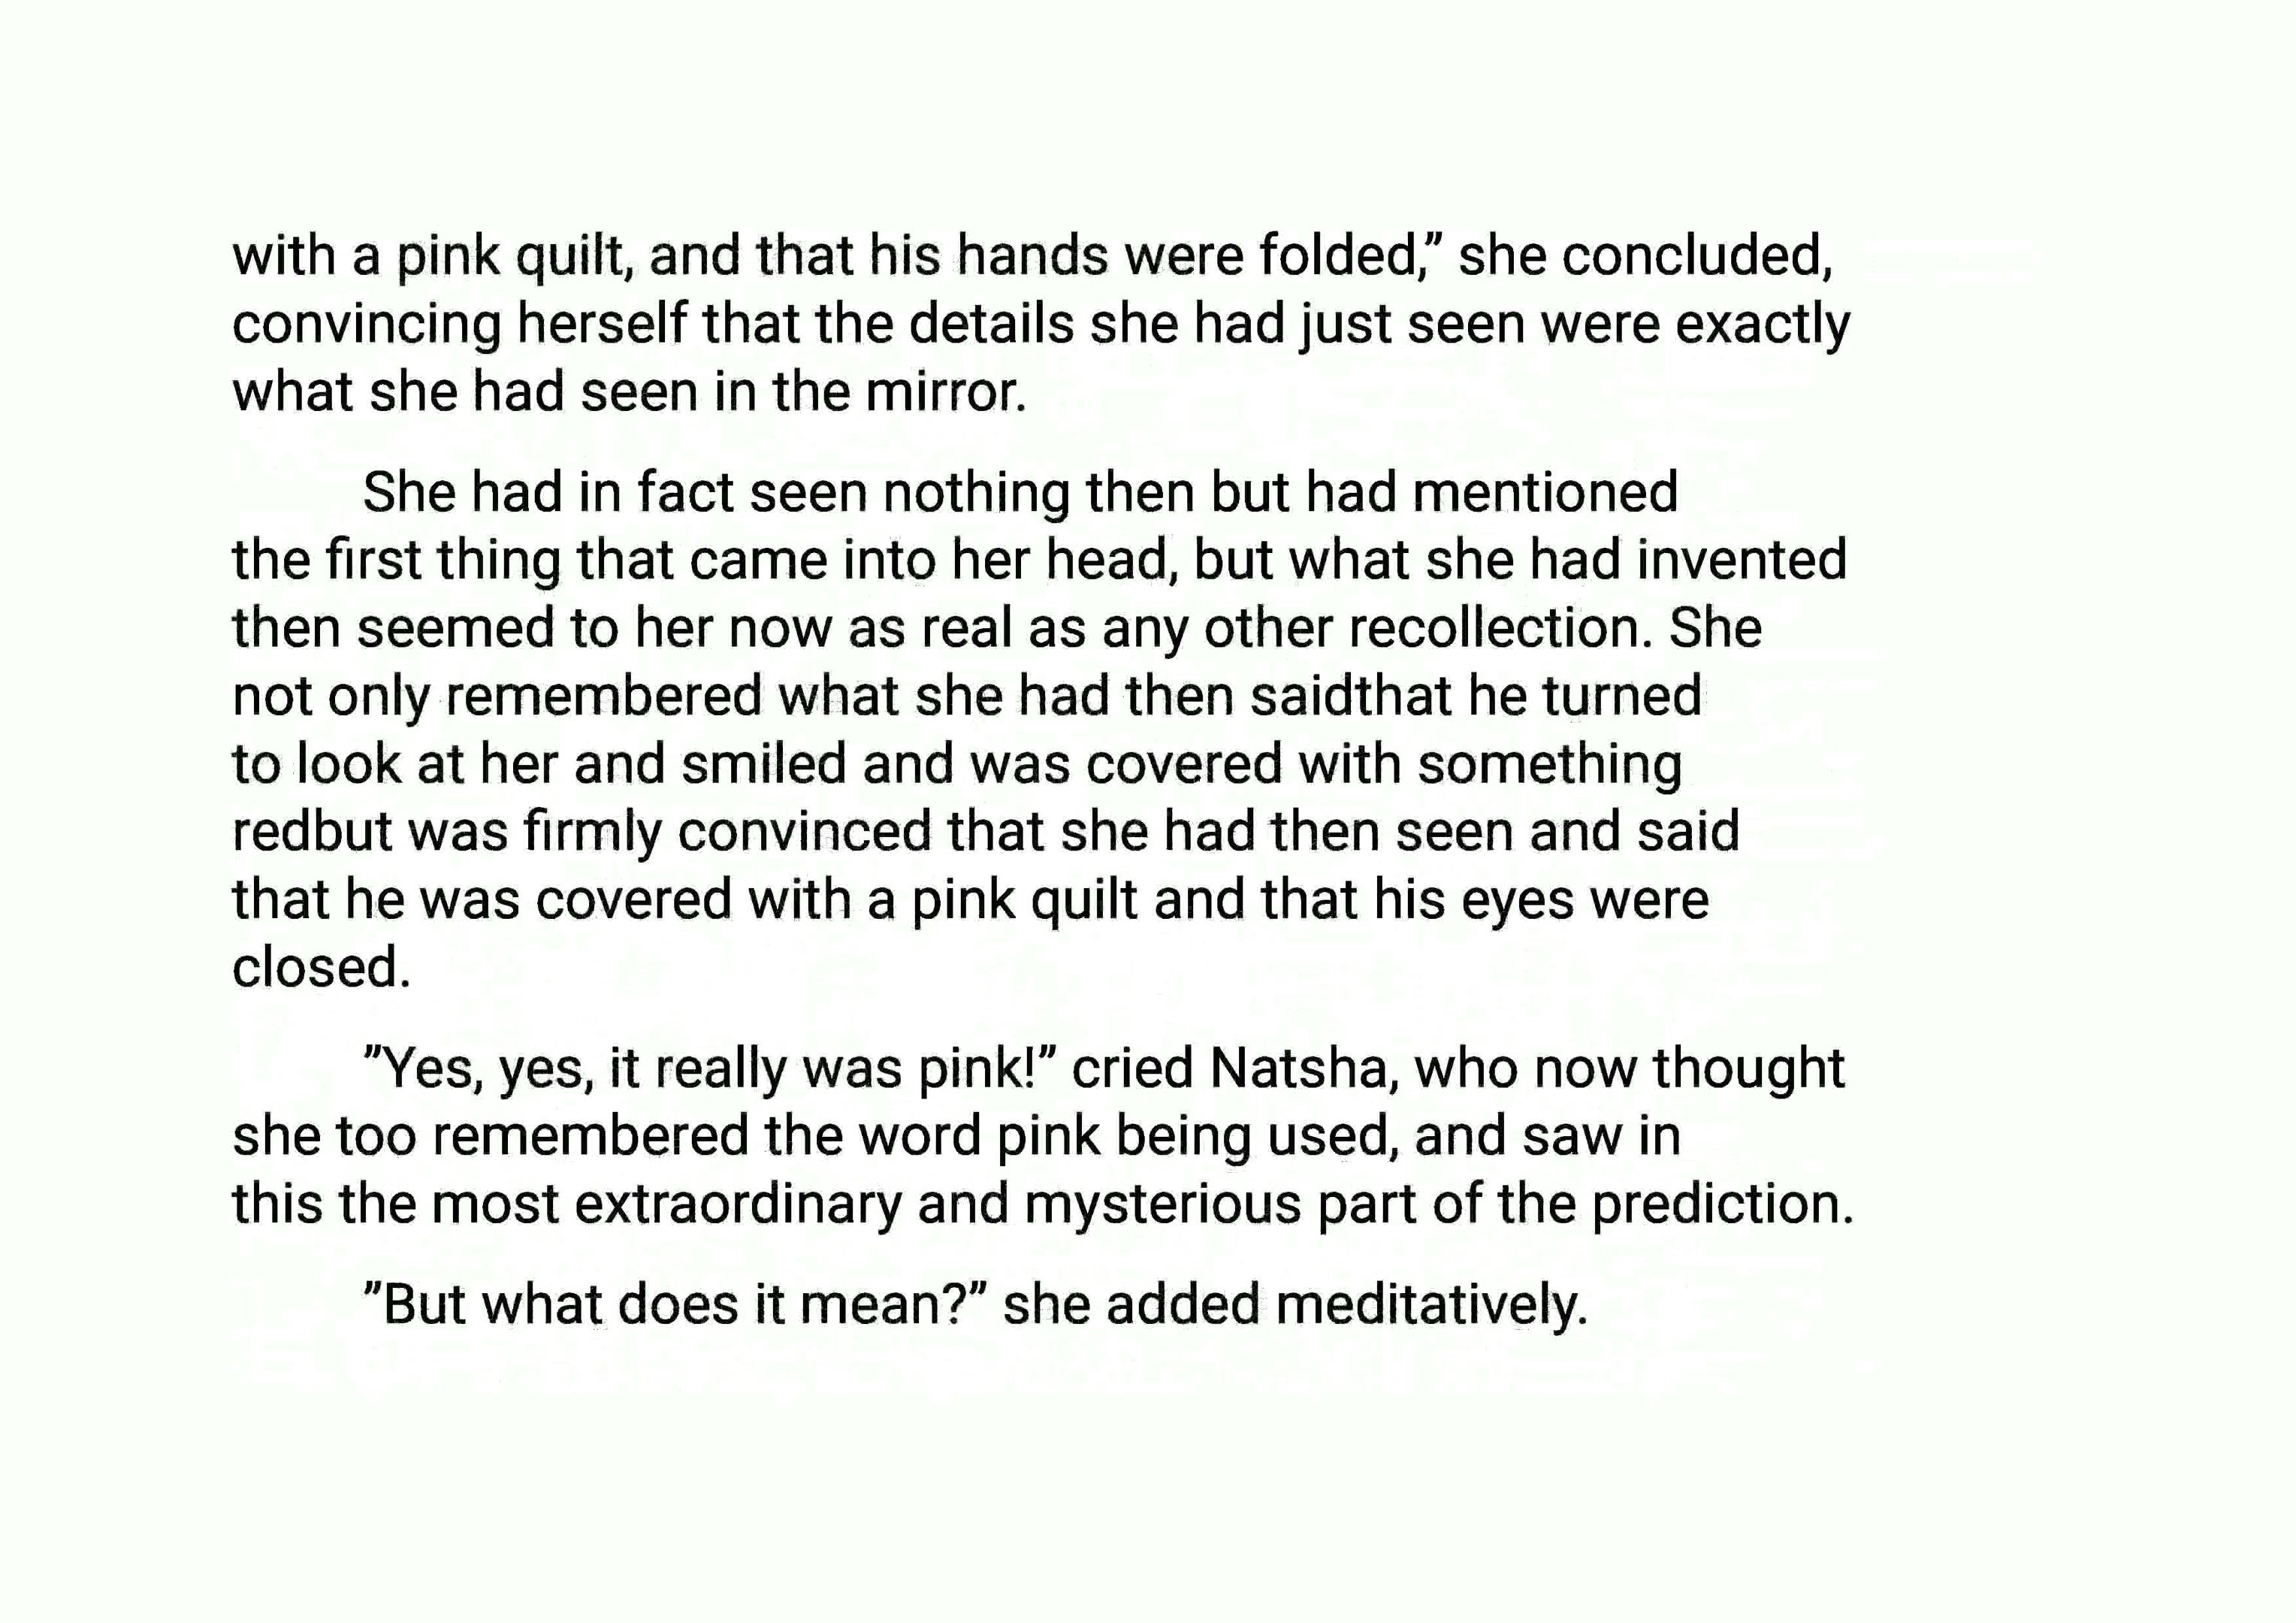 with a pink quilt, and that his hands were folded,” she concluded,
convincing herself that the details she had just seen were exactly
what she had seen in the mirror.
She had in fact seen nothing then but had mentioned
the first thing that came into her head, but what she had invented
then seemed to her now as real as any other recollection. She
not only remembered what she had then saidthat he turned
to look at her and smiled and was covered with something
redbut was firmly convinced that she had then seen and said
that he was covered with a pink quilt and that his eyes were
closed.
”Yes, yes, it really was pink!” cried Natsha, who now thought
she too remembered the word pink being used, and saw in
this the most extraordinary and mysterious part of the prediction.
”But what does it mean?” she added meditatively.